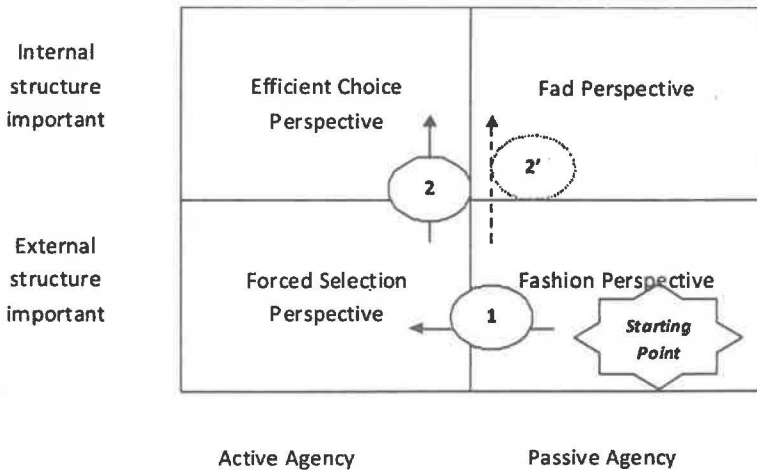 Internal
structure
important
Efficient Choice
Perspective
Fad Perspective
2
2'
External
structure
important
Forced Selection
Perspective
Fashion Perspective
1
Starting
Point
Active Agency
Passive Agency